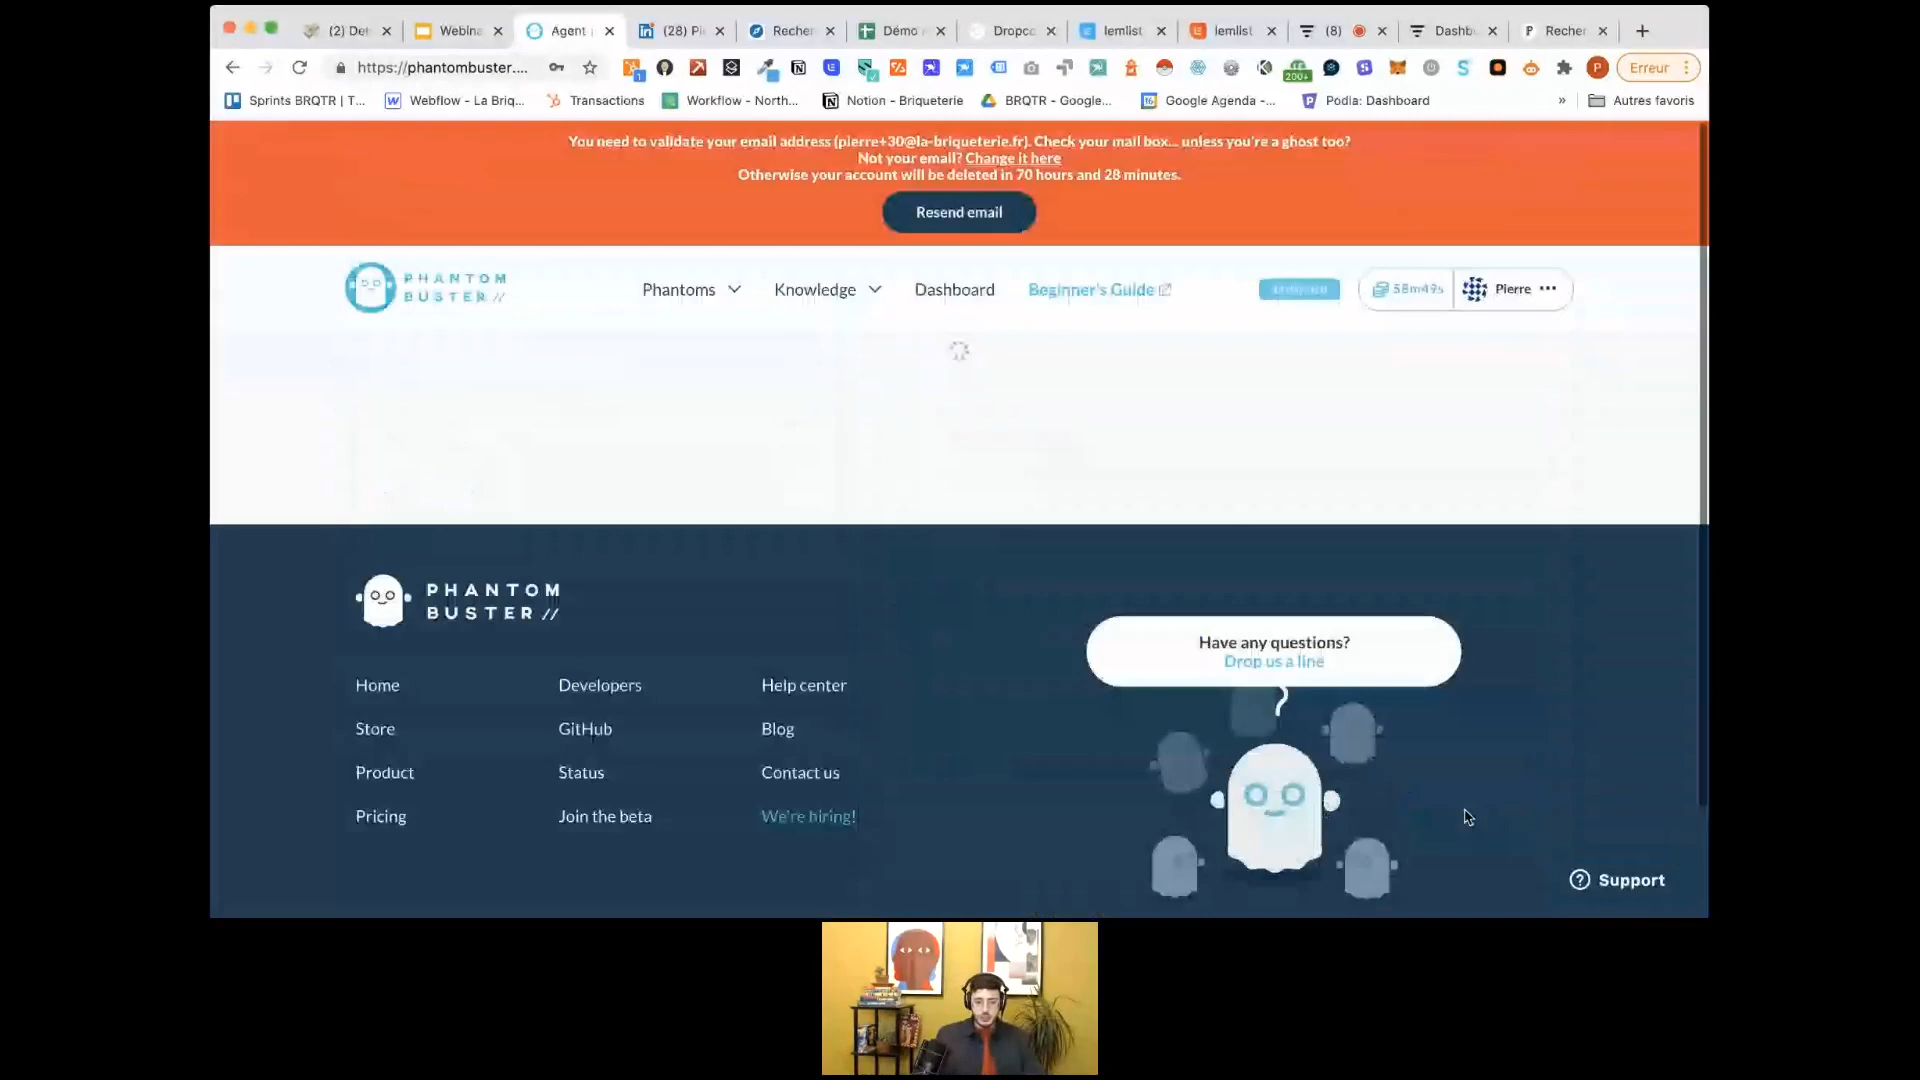 (2) Det
Webina
Agent
(28) Pi
Recher
Démo
Dropco
lemlist
lemlist
(8)
Dashbo
Recher
https://phantombuster....
Erreur
Sprints BRQTR | T...
Webflow - La Briq...
Transactions
Workflow - North...
Notion - Briqueterie
BRQTR - Google...
Google Agenda -...
Podia: Dashboard
»
Autres favoris
You need to validate your email address (pierre+30@la-briqueterie.fr). Check your mail box... unless you're a ghost too?
Not your email? Change it here
Otherwise your account will be deleted in 70 hours and 28 minutes.
Resend email
PHANTOM
BUSTER //
Phantoms
Knowledge
Dashboard
Beginner's Guide
58m49s
Pierre
PHANTOM
BUSTER //
Home
Developers
Help center
Store
GitHub
Blog
Product
Status
Contact us
Pricing
Join the beta
We're hiring!
Have any questions?
Drop us a line
Support